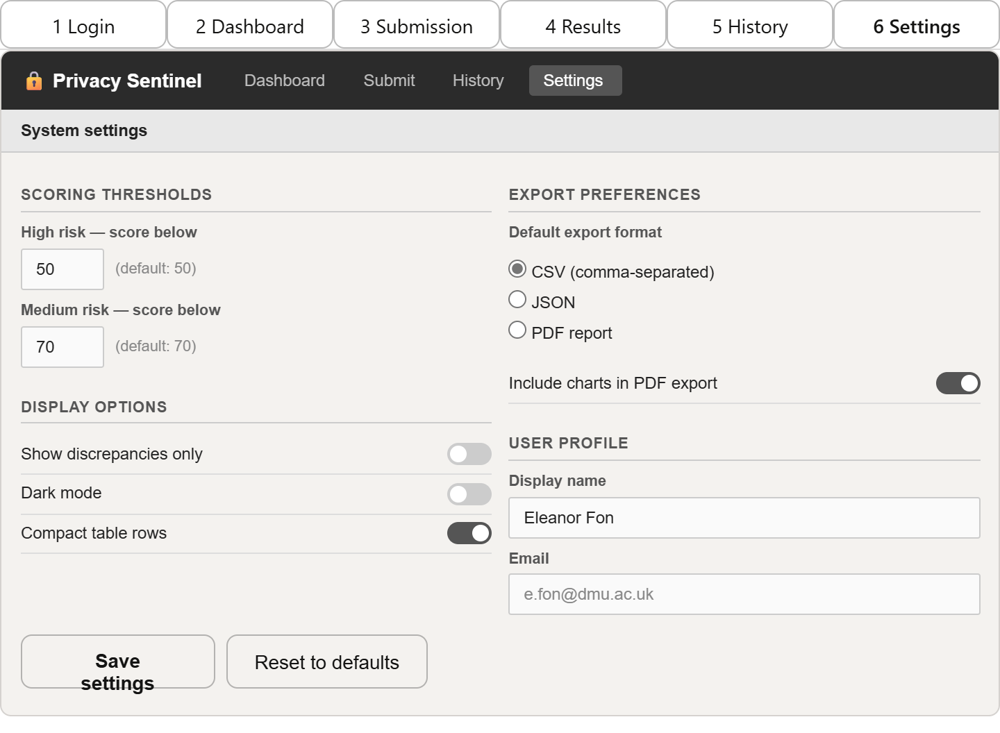 1 Login
2 Dashboard
3 Submission
4 Results
5 History
6 Settings
Privacy Sentinel
Dashboard
Submit
History
Settings
System settings
SCORING THRESHOLDS
High risk — score below
50
(default: 50)
Medium risk — score below
70
(default: 70)
DISPLAY OPTIONS
Show discrepancies only
Dark mode
Compact table rows
EXPORT PREFERENCES
Default export format
CSV (comma-separated)
JSON
PDF report
Include charts in PDF export
USER PROFILE
Display name
Eleanor Fon
Email
e.fon@dmu.ac.uk
Save
settings
Reset to defaults